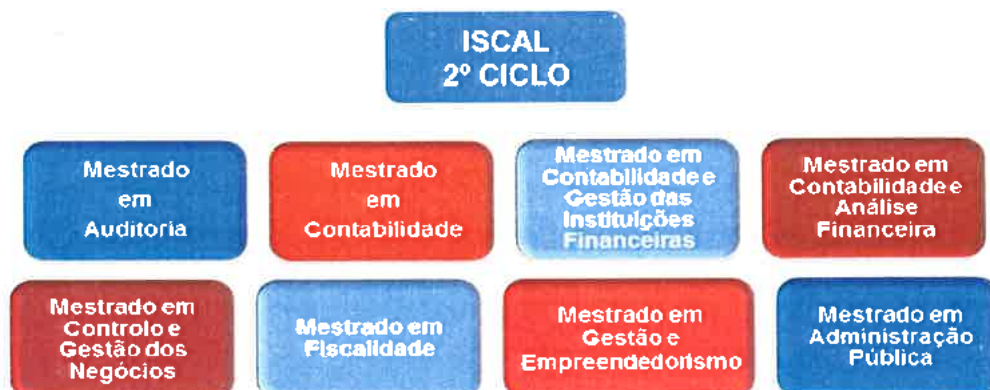 ISCAL
2º CICLO
Mestrado
em
Auditoria
Mestrado
em
Contabilidade
Mestrado em
Contabilidade e
Gestão das
Instituições
Financeiras
Mestrado em
Contabilidade e
Análise
Financeira
Mestrado em
Controlo e
Gestão dos
Negócios
Mestrado em
Fiscalidade
Mestrado em
Gestão e
Empreendedorismo
Mestrado em
Administração
Pública